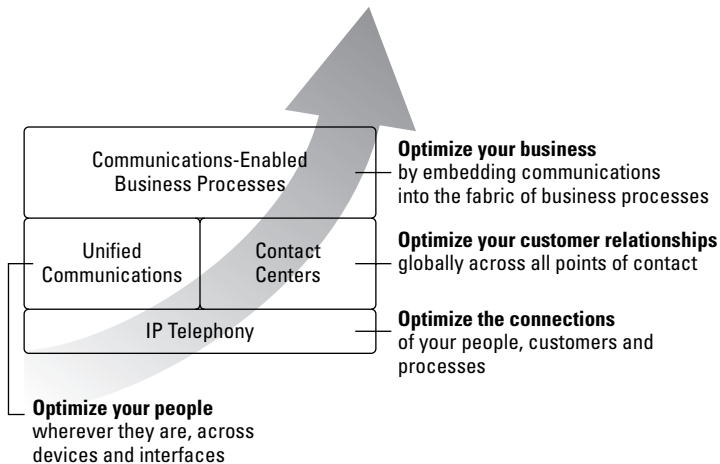 Communications-Enabled
Business Processes
Optimize your business
by embedding communications
into the fabric of business processes
Unified
Communications
Contact
Centers
Optimize your customer relationships
globally across all points of contact
IP Telephony
Optimize the connections
of your people, customers and
processes
Optimize your people
wherever they are, across
devices and interfaces